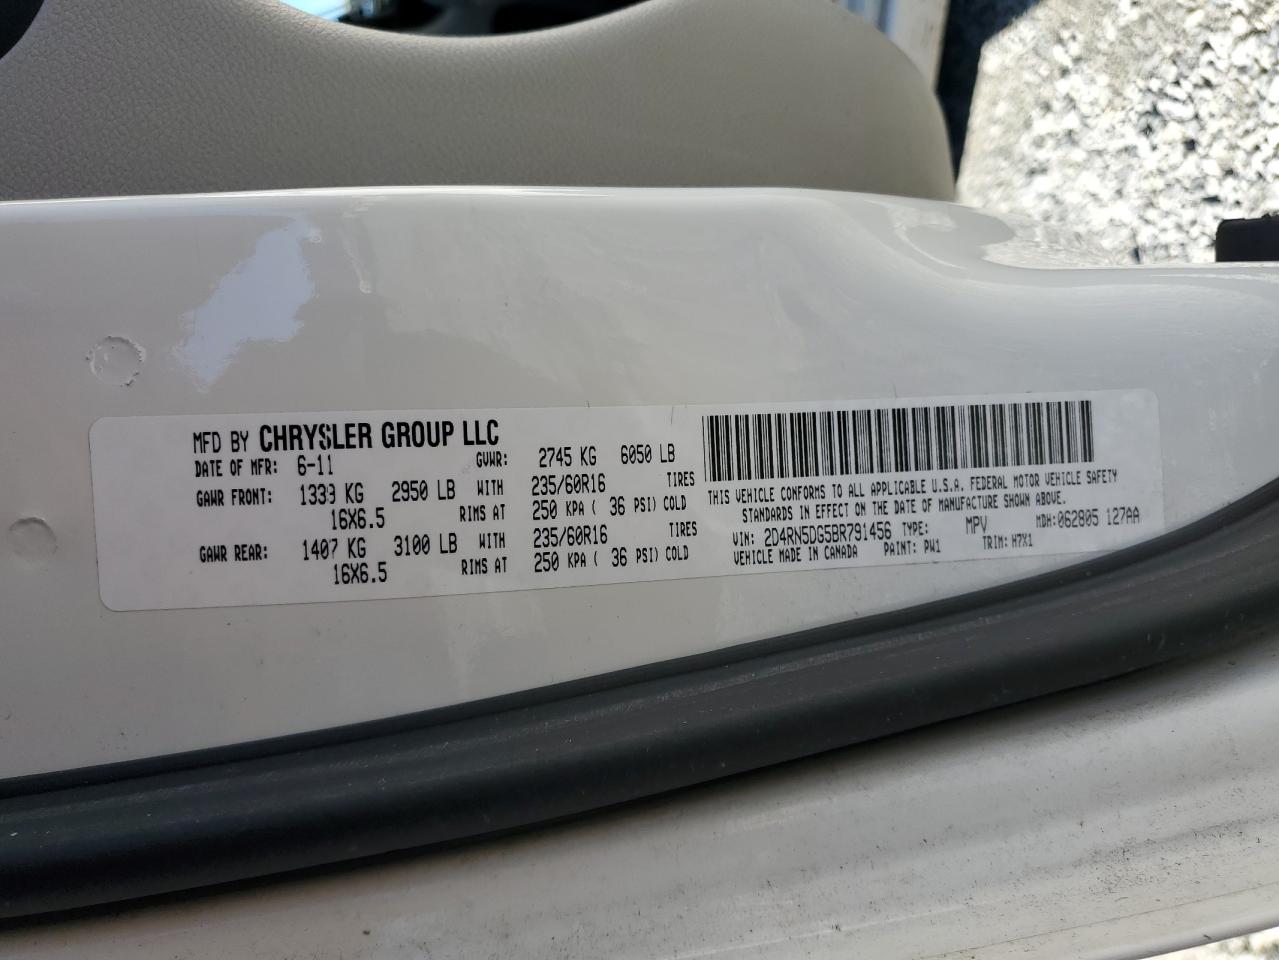 MFD BY CHRYSLER GROUP LLC
DATE OF MFR: 6-11 GVWR: 2745 KG 6050 LB
GAWR FRONT: 1339 KG 2950 LB WITH 235/60R16 TIRES
16X6.5 RIMS AT 250 KPA ( 36 PSI) COLD
GAWR REAR: 1407 KG 3100 LB WITH 235/60R16 TIRES
16X6.5 RIMS AT 250 KPA ( 36 PSI) COLD
THIS VEHICLE CONFORMS TO ALL APPLICABLE U.S.A. FEDERAL MOTOR VEHICLE SAFETY
STANDARDS IN EFFECT ON THE DATE OF MANUFACTURE SHOWN ABOVE.
VIN: 2D4RN5DG5BR791456 TYPE: MPV MDH: 062805 127AA
VEHICLE MADE IN CANADA PAINT: PW1 TRIM: H7X1